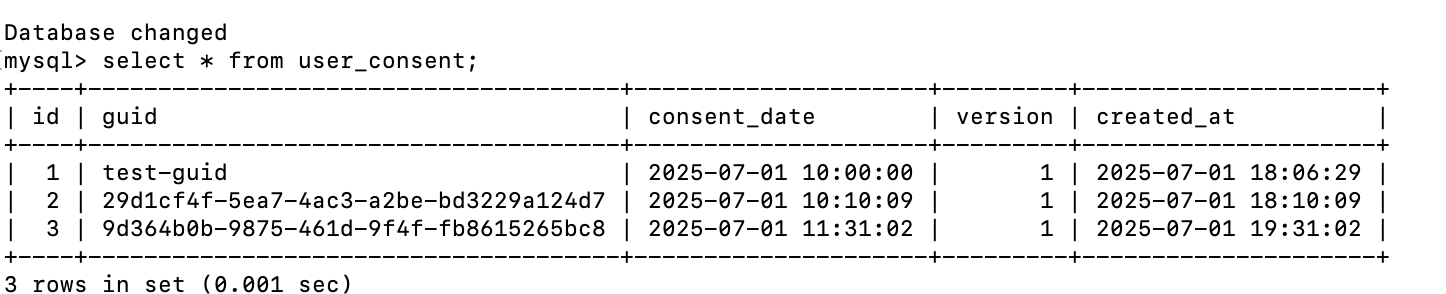 Database changed
mysql> select * from user_consent;
+----+--------------------------------------+---------------------+---------+---------------------+
| id | guid                                 | consent_date        | version | created_at          |
+----+--------------------------------------+---------------------+---------+---------------------+
|  1 | test-guid                            | 2025-07-01 10:00:00 |       1 | 2025-07-01 18:06:29 |
|  2 | 29d1cf4f-5ea7-4ac3-a2be-bd3229a124d7 | 2025-07-01 10:10:09 |       1 | 2025-07-01 18:10:09 |
|  3 | 9d364b0b-9875-461d-9f4f-fb8615265bc8 | 2025-07-01 11:31:02 |       1 | 2025-07-01 19:31:02 |
+----+--------------------------------------+---------------------+---------+---------------------+
3 rows in set (0.001 sec)